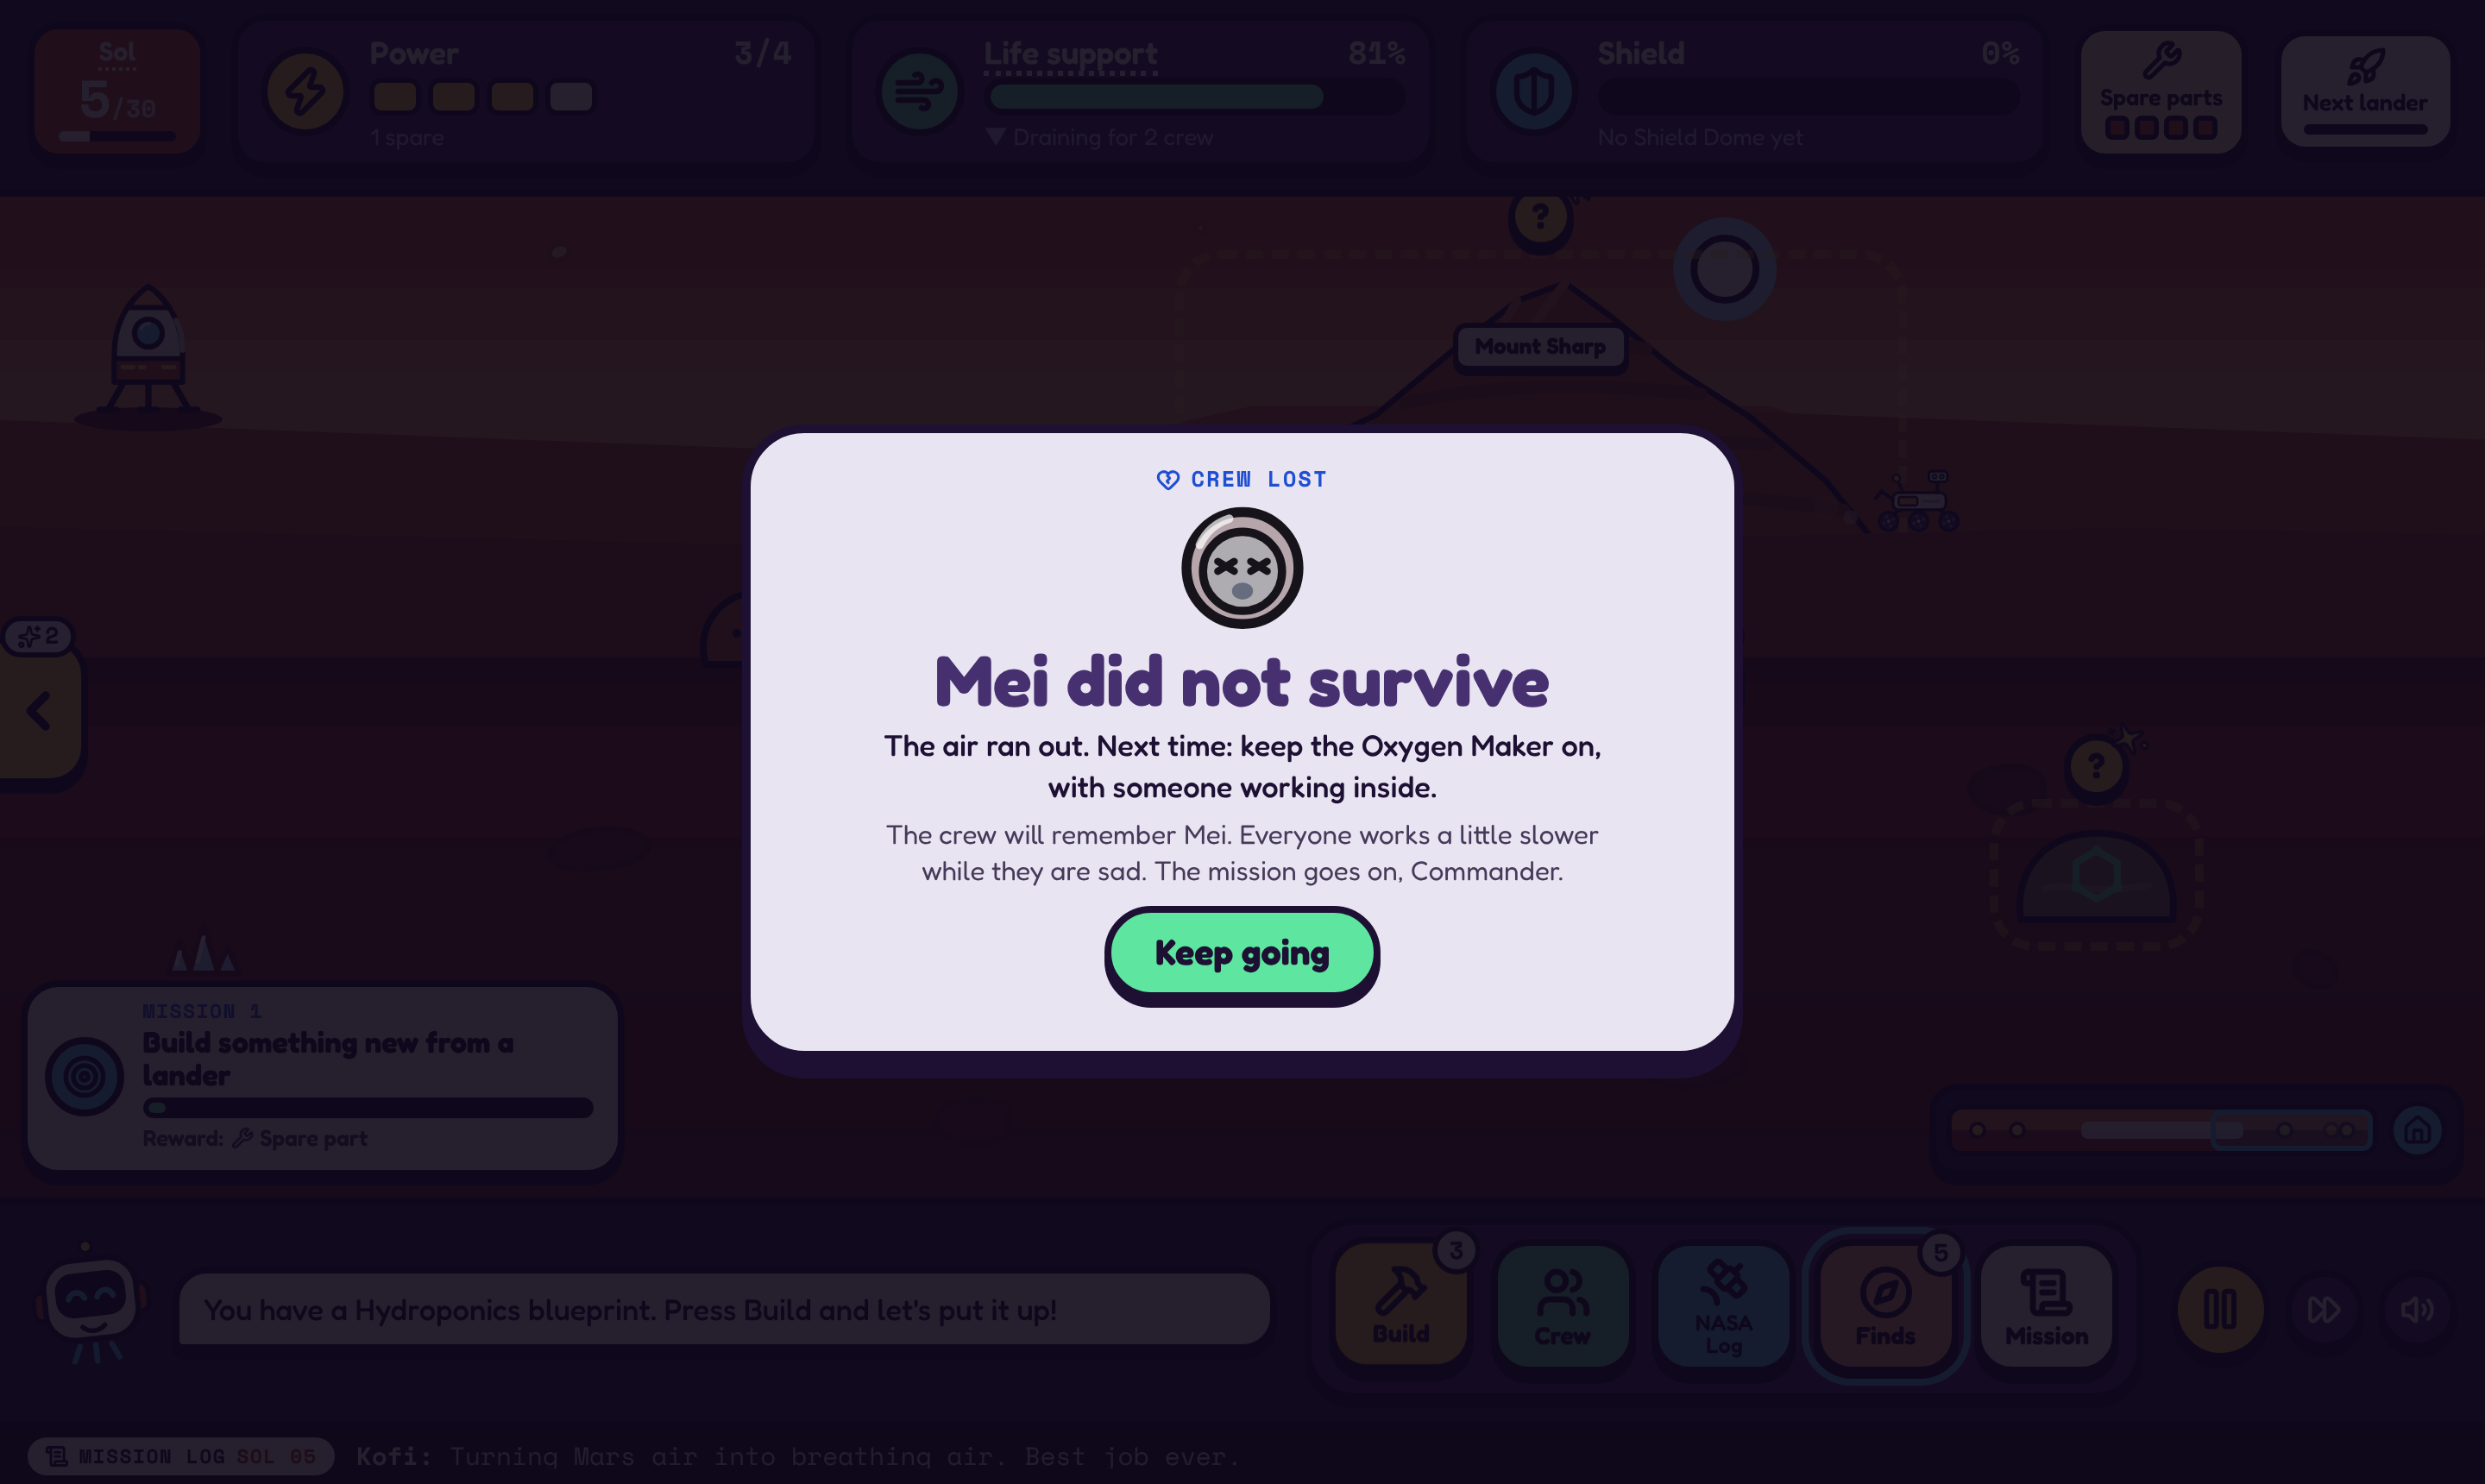 Sol
5/30
Power
3/4
1 spare
Life support
81%
Draining for 2 crew
Shield
0%
No Shield Dome yet
Spare parts
Next lander
?
Mount Sharp
2
CREW LOST
Mei did not survive
The air ran out. Next time: keep the Oxygen Maker on,
with someone working inside.
The crew will remember Mei. Everyone works a little slower
while they are sad. The mission goes on, Commander.
Keep going
?
MISSION 1
Build something new from a
lander
Reward: Spare part
You have a Hydroponics blueprint. Press Build and let's put it up!
3
Build
Crew
NASA
Log
5
Finds
Mission
MISSION LOG SOL 05
Kofi: Turning Mars air into breathing air. Best job ever.